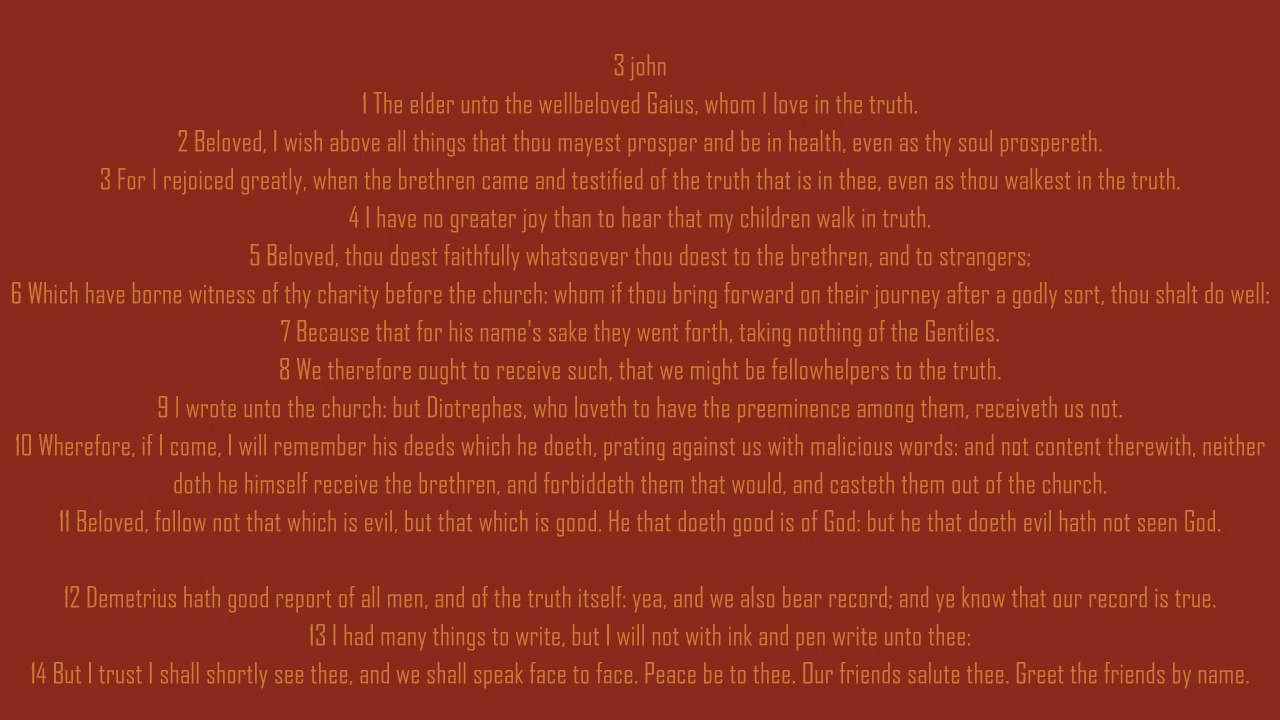 3 john
1 The elder unto the wellbeloved Gaius, whom I love in the truth.
2 Beloved, I wish above all things that thou mayest prosper and be in health, even as thy soul prospereth.
3 For I rejoiced greatly, when the brethren came and testified of the truth that is in thee, even as thou walkest in the truth.
4 I have no greater joy than to hear that my children walk in truth.
5 Beloved, thou doest faithfully whatsoever thou doest to the brethren, and to strangers;
6 Which have borne witness of thy charity before the church: whom if thou bring forward on their journey after a godly sort, thou shalt do well:
7 Because that for his name's sake they went forth, taking nothing of the Gentiles.
8 We therefore ought to receive such, that we might be fellowhelpers to the truth.
9 I wrote unto the church: but Diotrephes, who loveth to have the preeminence among them, receiveth us not.
10 Wherefore, if I come, I will remember his deeds which he doeth, prating against us with malicious words: and not content therewith, neither
doth he himself receive the brethren, and forbiddeth them that would, and casteth them out of the church.
11 Beloved, follow not that which is evil, but that which is good. He that doeth good is of God: but he that doeth evil hath not seen God.
12 Demetrius hath good report of all men, and of the truth itself: yea, and we also bear record; and ye know that our record is true.
13 I had many things to write, but I will not with ink and pen write unto thee:
14 But I trust I shall shortly see thee, and we shall speak face to face. Peace be to thee. Our friends salute thee. Greet the friends by name.